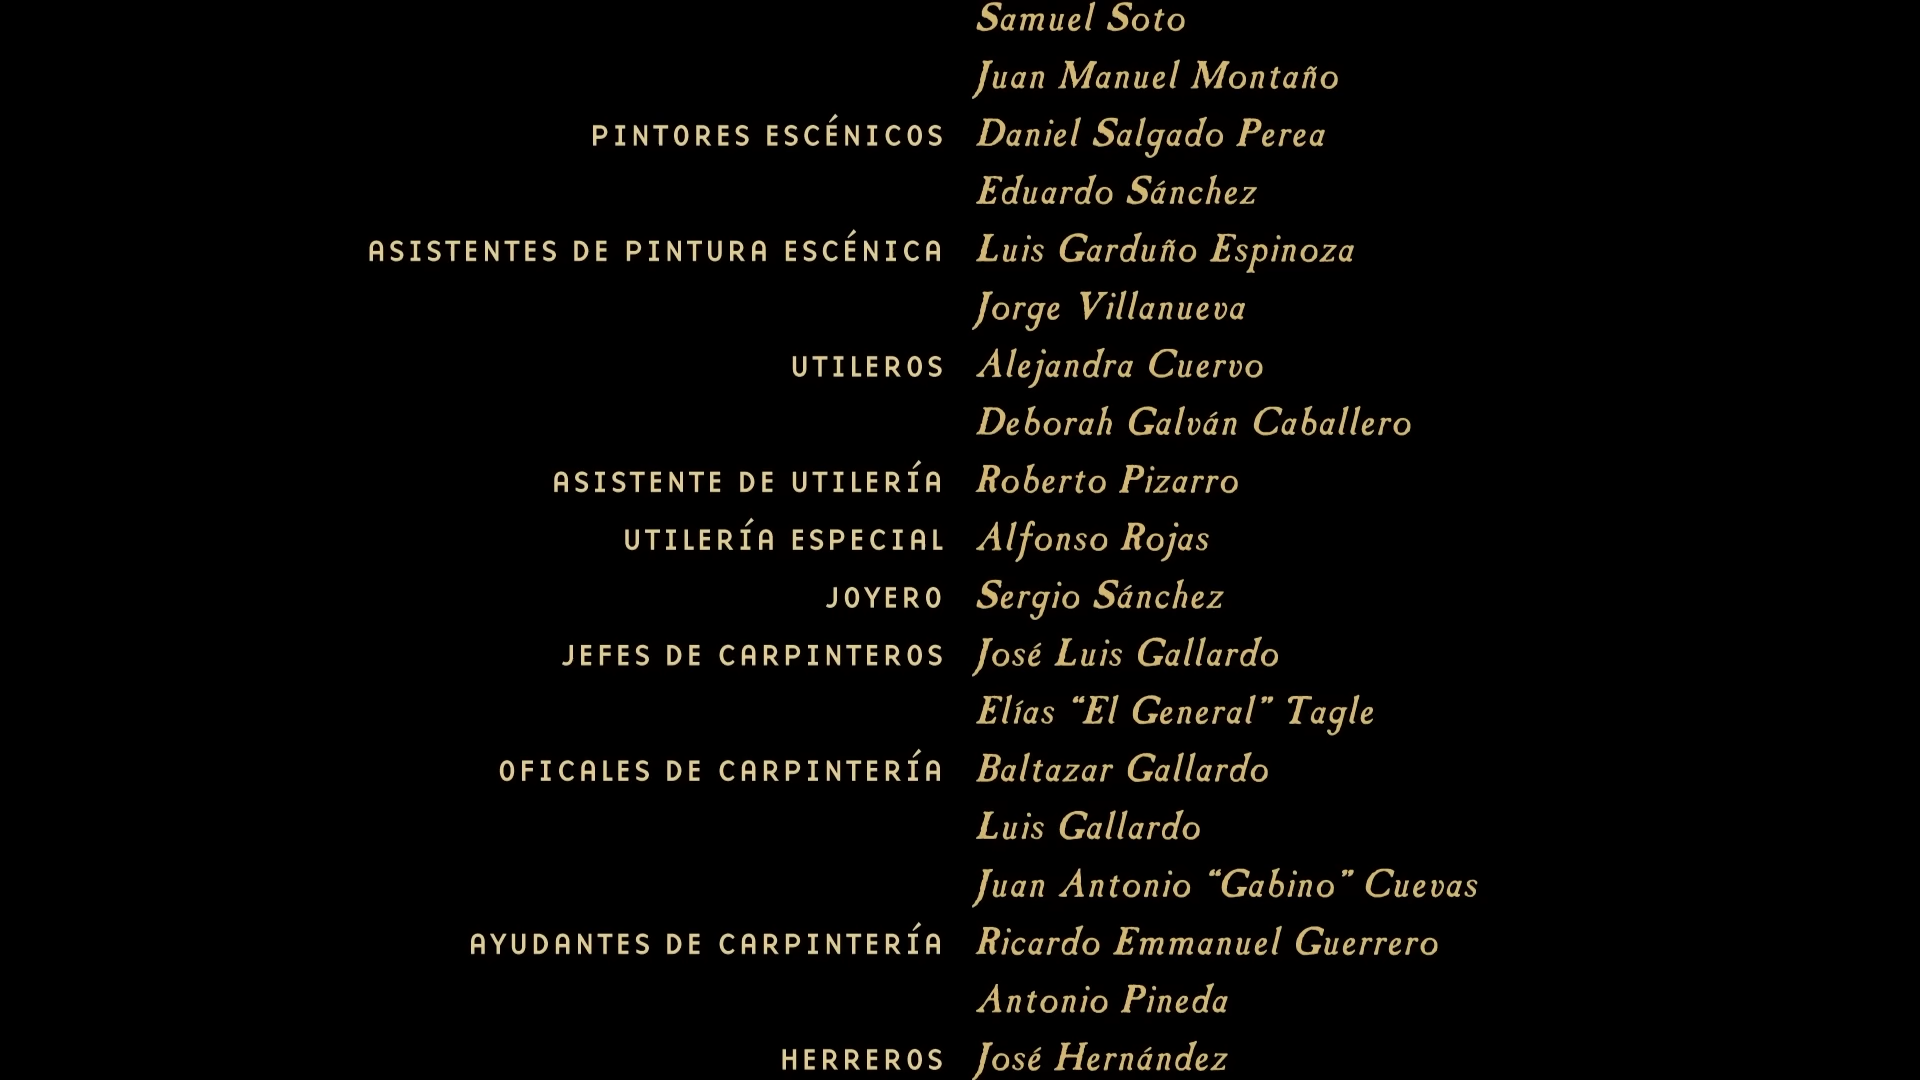 Samuel Soto
Juan Manuel Montaño
PINTORES ESCÉNICOS Daniel Salgado Perea
Eduardo Sánchez
ASISTENTES DE PINTURA ESCÉNICA Luis Garduño Espinoza
Jorge Villanueva
UTILEROS Alejandra Cuervo
Deborah Galván Caballero
ASISTENTE DE UTILERÍA Roberto Pizarro
UTILERÍA ESPECIAL Alfonso Rojas
JOYERO Sergio Sánchez
JEFES DE CARPINTEROS José Luis Gallardo
Elías “El General” Tagle
OFICALES DE CARPINTERÍA Baltazar Gallardo
Luis Gallardo
Juan Antonio “Gabino” Cuevas
AYUDANTES DE CARPINTERÍA Ricardo Emmanuel Guerrero
Antonio Pineda
HERREROS José Hernández